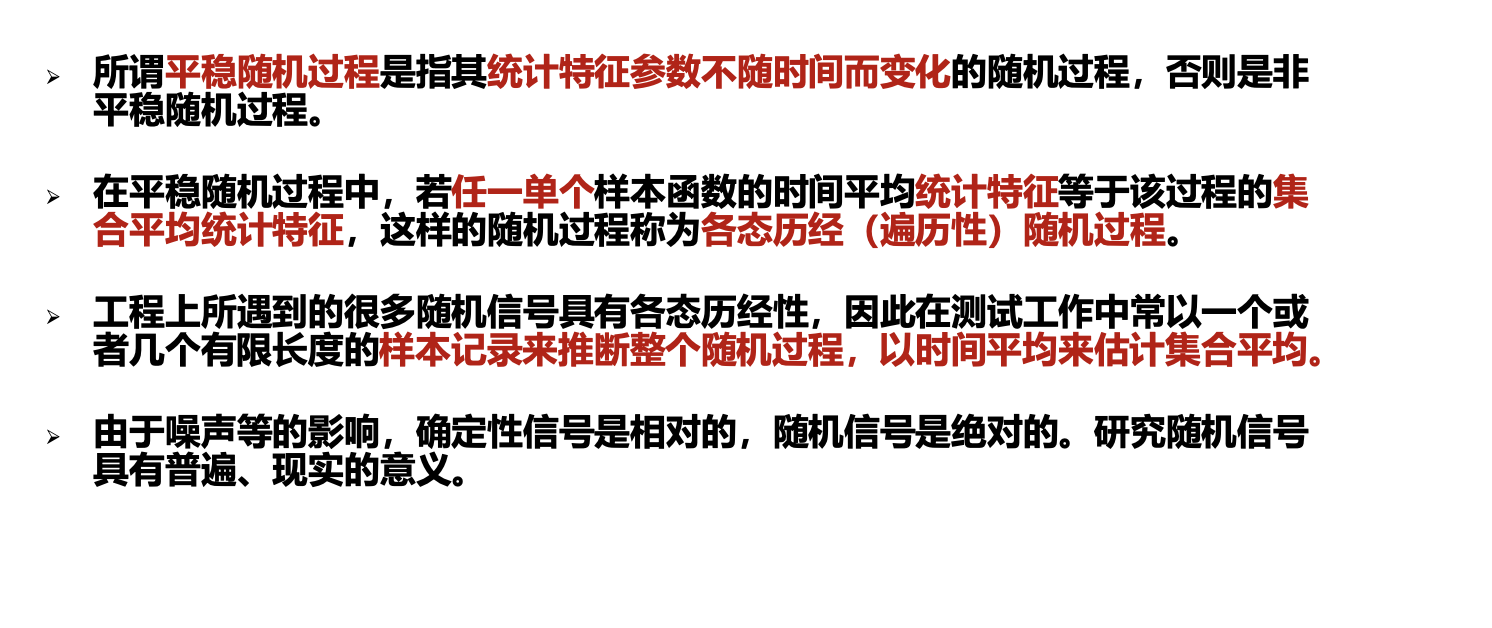 所谓平稳随机过程是指其统计特征参数不随时间而变化的随机过程，否则是非
平稳随机过程。
在平稳随机过程中，若任一单个样本函数的时间平均统计特征等于该过程的集
合平均统计特征，这样的随机过程称为各态历经（遍历性）随机过程。
工程上所遇到的很多随机信号具有各态历经性，因此在测试工作中常以一个或
者几个有限长度的样本记录来推断整个随机过程，以时间平均来估计集合平均。
由于噪声等的影响，确定性信号是相对的，随机信号是绝对的。研究随机信号
具有普遍、现实的意义。